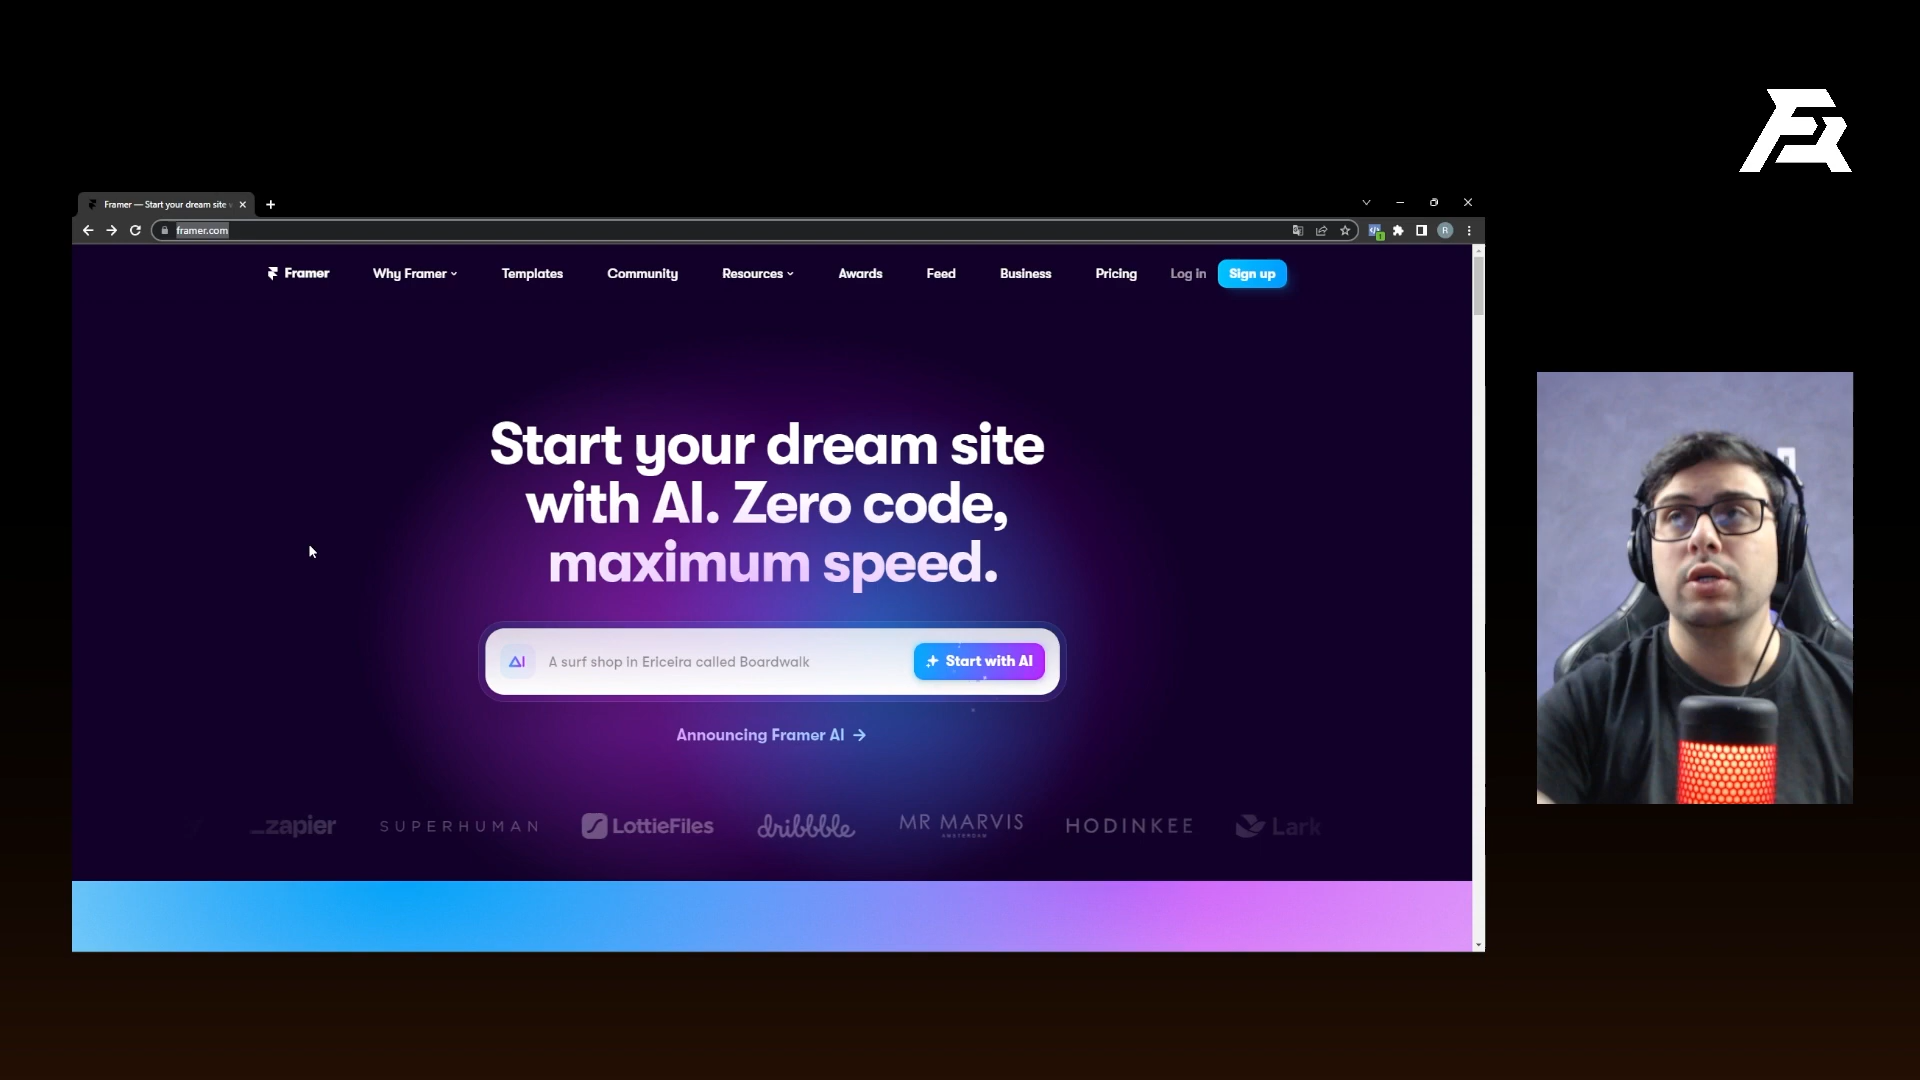 Framer — Start your dream site
framer.com
R
Framer
Why Framer
Templates
Community
Resources
Awards
Feed
Business
Pricing
Log in
Sign up
Start your dream site
with AI. Zero code,
maximum speed.
AI
A surf shop in Ericeira called Boardwalk
Start with AI
Announcing Framer AI →
_zapier
SUPERHUMAN
LottieFiles
dribbble
MR MARVIS
AMSTERDAM
HODINKEE
Lark